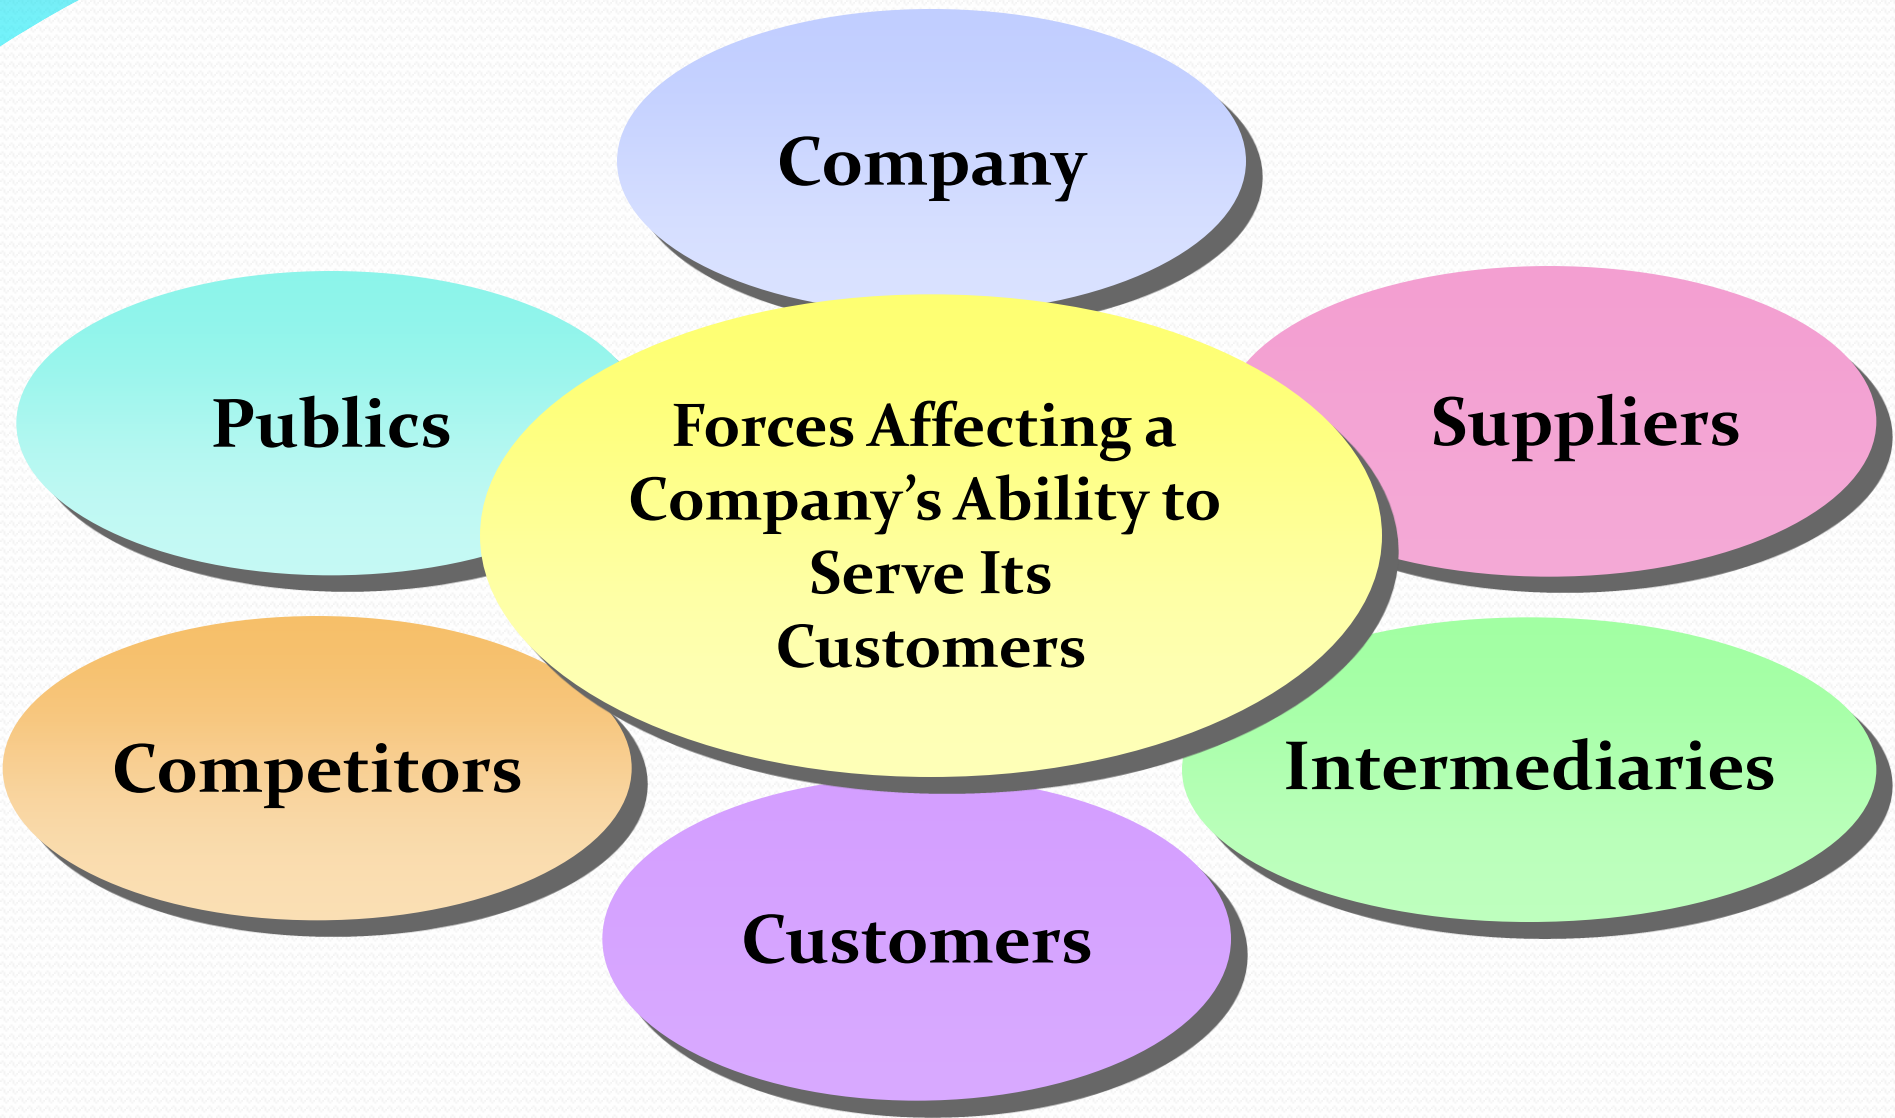 Company
Publics
Suppliers
Forces Affecting a
Company’s Ability to
Serve Its
Customers
Competitors
Intermediaries
Customers